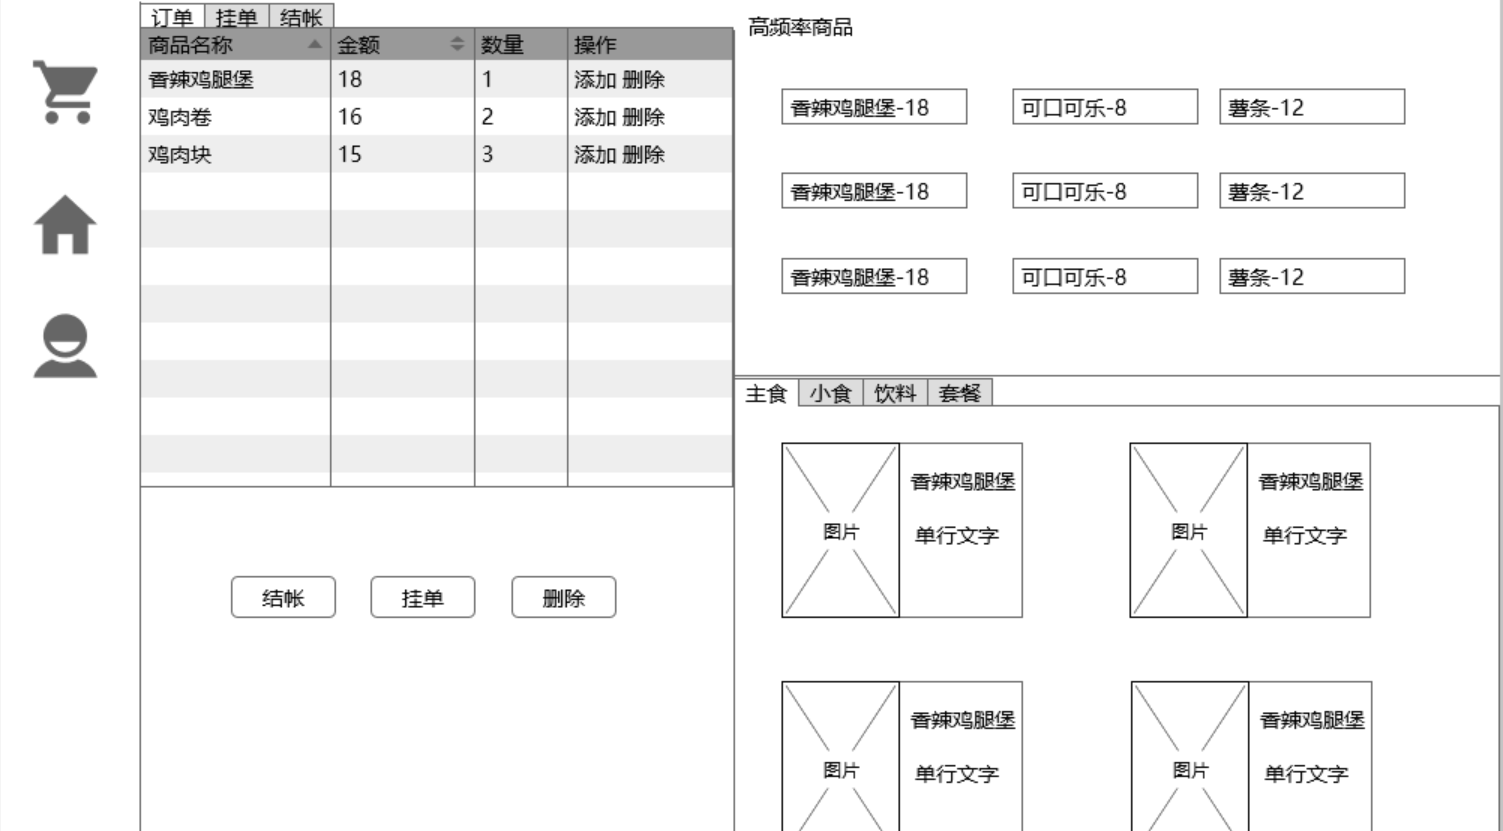 订单 挂单 结帐
商品名称 金额 数量 操作
香辣鸡腿堡 18 1 添加 删除
鸡肉卷 16 2 添加 删除
鸡肉块 15 3 添加 删除
结帐 挂单 删除
高频率商品
香辣鸡腿堡-18 可口可乐-8 薯条-12
香辣鸡腿堡-18 可口可乐-8 薯条-12
香辣鸡腿堡-18 可口可乐-8 薯条-12
主食 小食 饮料 套餐
图片
香辣鸡腿堡
单行文字
图片
香辣鸡腿堡
单行文字
图片
香辣鸡腿堡
单行文字
图片
香辣鸡腿堡
单行文字